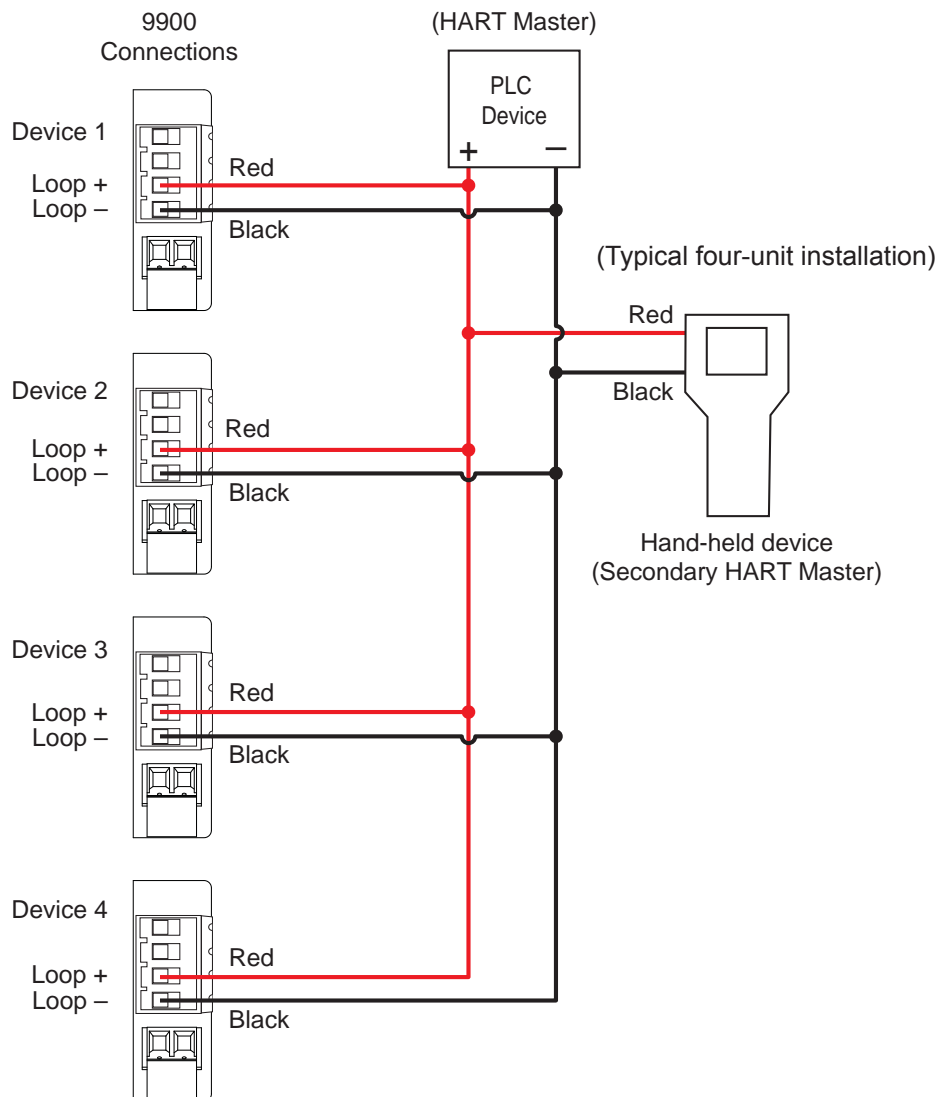 9900
Connections
(HART Master)
PLC
Device
+ —
Device 1
Loop +
Loop –
Red
Black
(Typical four-unit installation)
Red
Black
Hand-held device
(Secondary HART Master)
Device 2
Loop +
Loop –
Red
Black
Device 3
Loop +
Loop –
Red
Black
Device 4
Loop +
Loop –
Red
Black